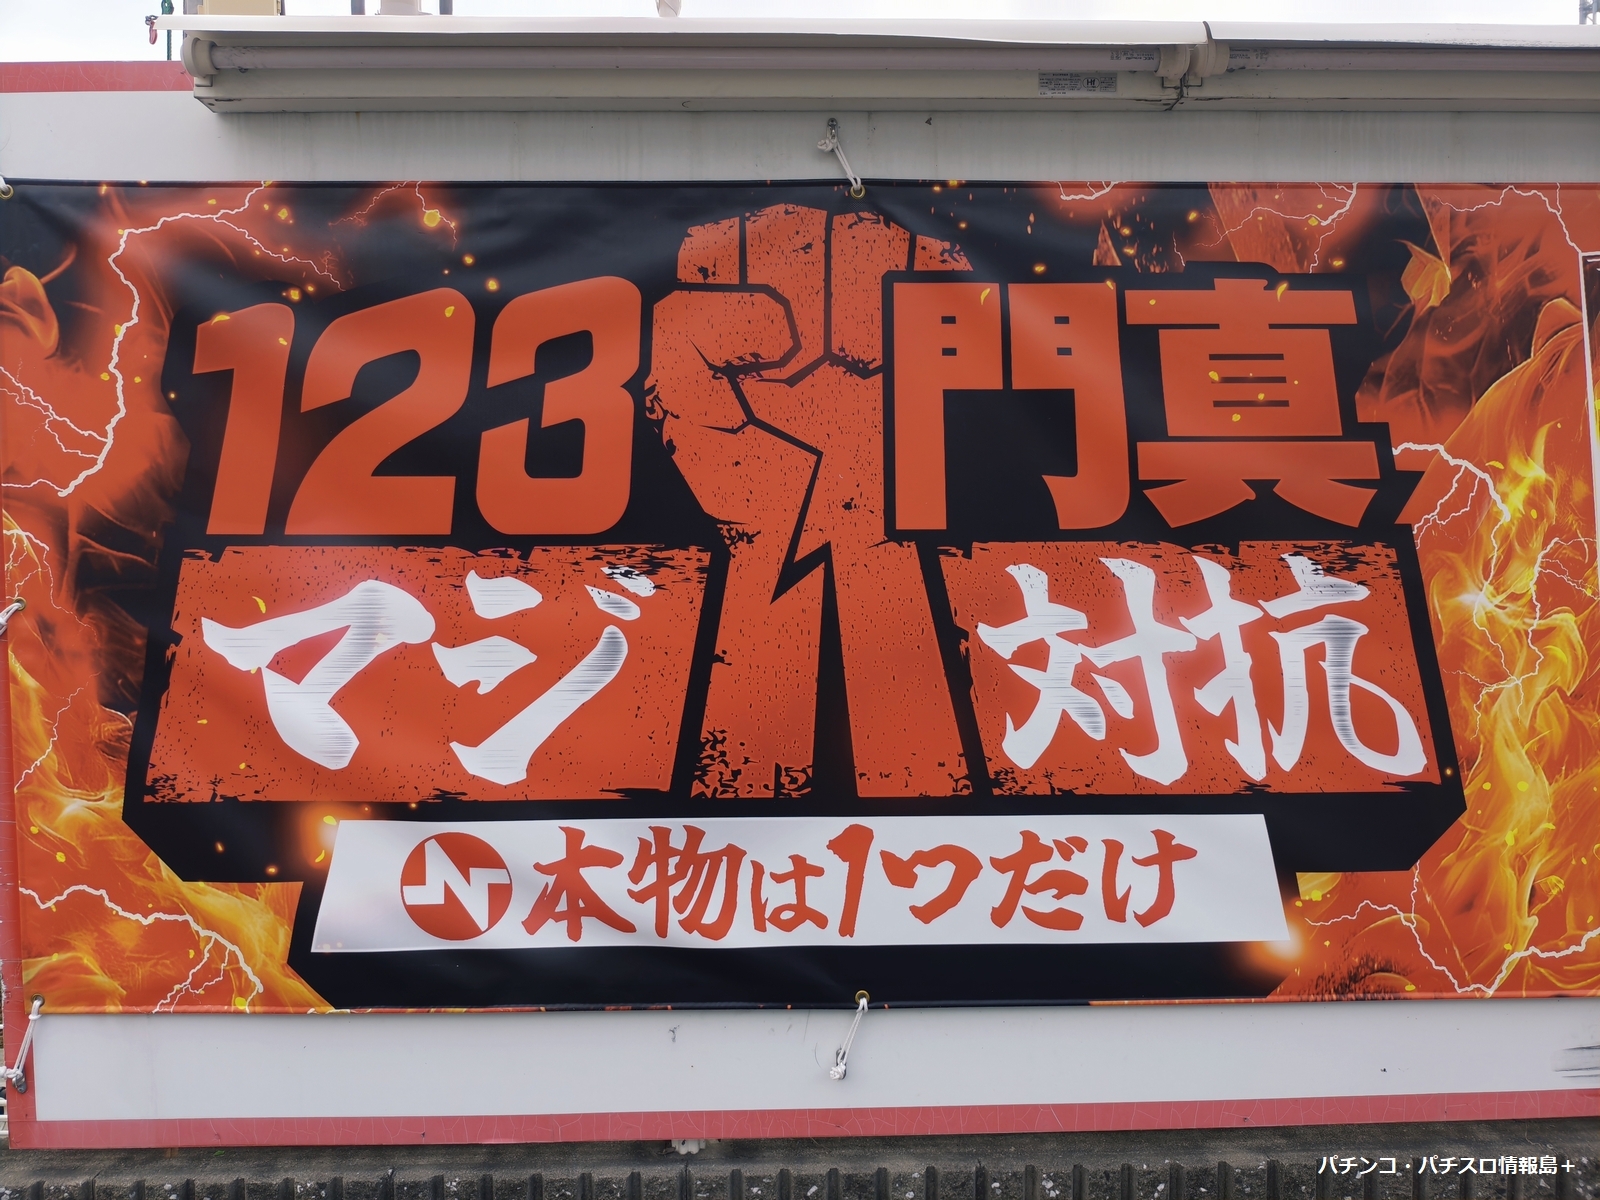 123 門真
マジ 対抗
N 本物は1つだけ
パチンコ・パチスロ情報島＋